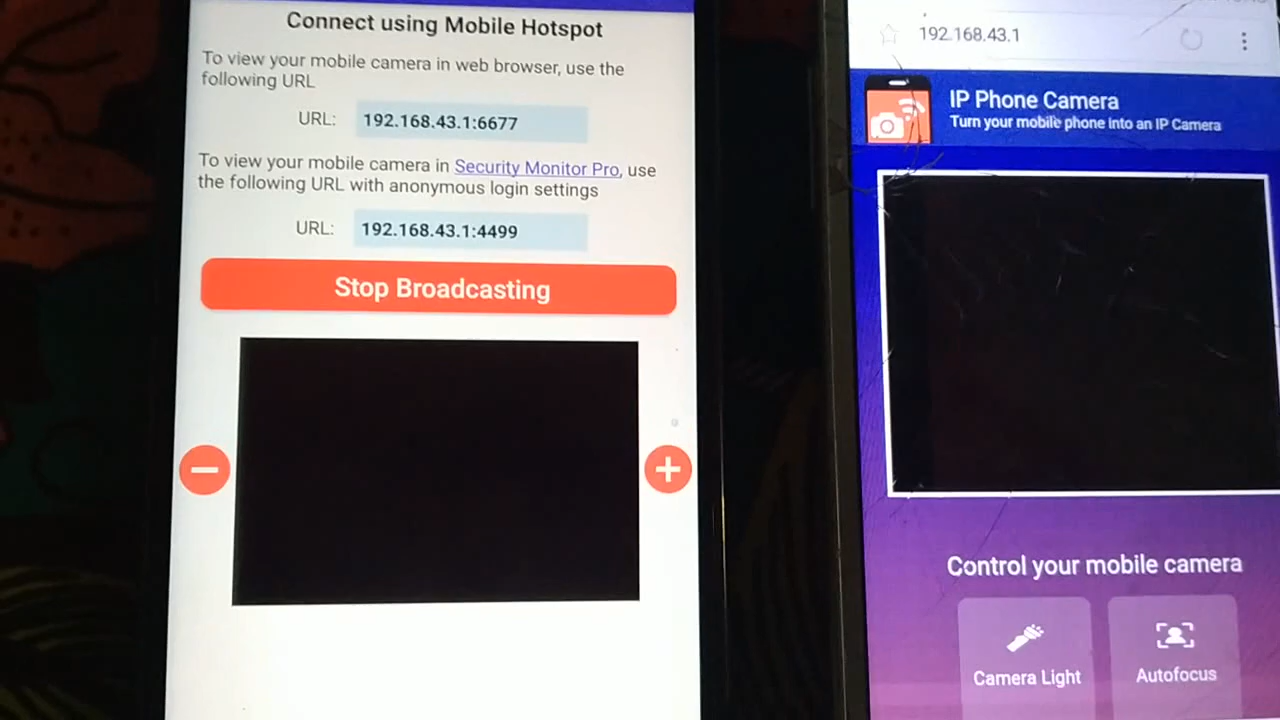 Connect using Mobile Hotspot
To view your mobile camera in web browser, use the
following URL
URL: 192.168.43.1:6677
To view your mobile camera in Security Monitor Pro, use
the following URL with anonymous login settings
URL: 192.168.43.1:4499
Stop Broadcasting
192.168.43.1
IP Phone Camera
Turn your mobile phone into an IP Camera
Control your mobile camera
Camera Light
Autofocus